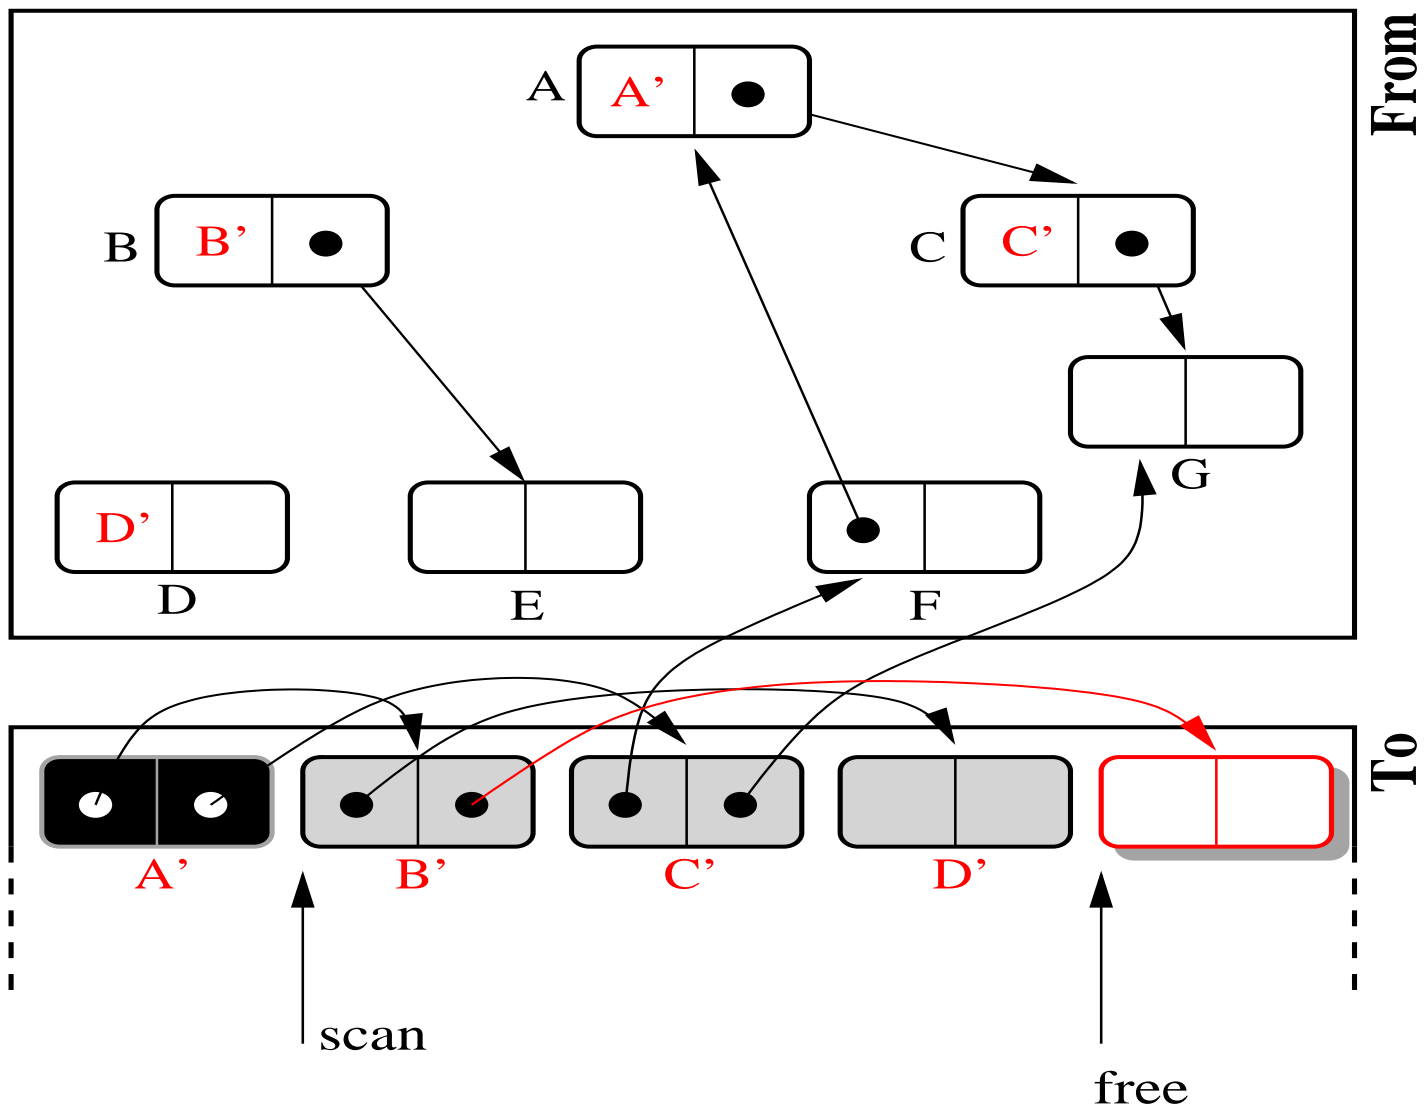 From
A A’
B B’
C C’
G
D’
D
E
F
To
A’ B’ C’ D’
scan
free